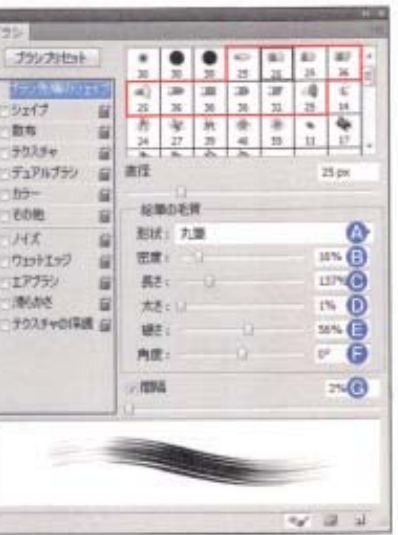 ブラシ
ブラシプリセット
ブラシ先端のシェイプ
シェイプ
散布
テクスチャ
デュアルブラシ
カラー
その他
ノイズ
ウェットエッジ
エアブラシ
滑らかさ
テクスチャの保護
30 30 30 25 25 36
25 36 36 36 32 25 14
24 27 39 46 59 11 17
直径 25 px
絵筆の毛質
形状： 丸筆 A
密度： 16% B
長さ： 137% C
太さ： 1% D
硬さ： 56% E
角度： 0° F
間隔 2% G